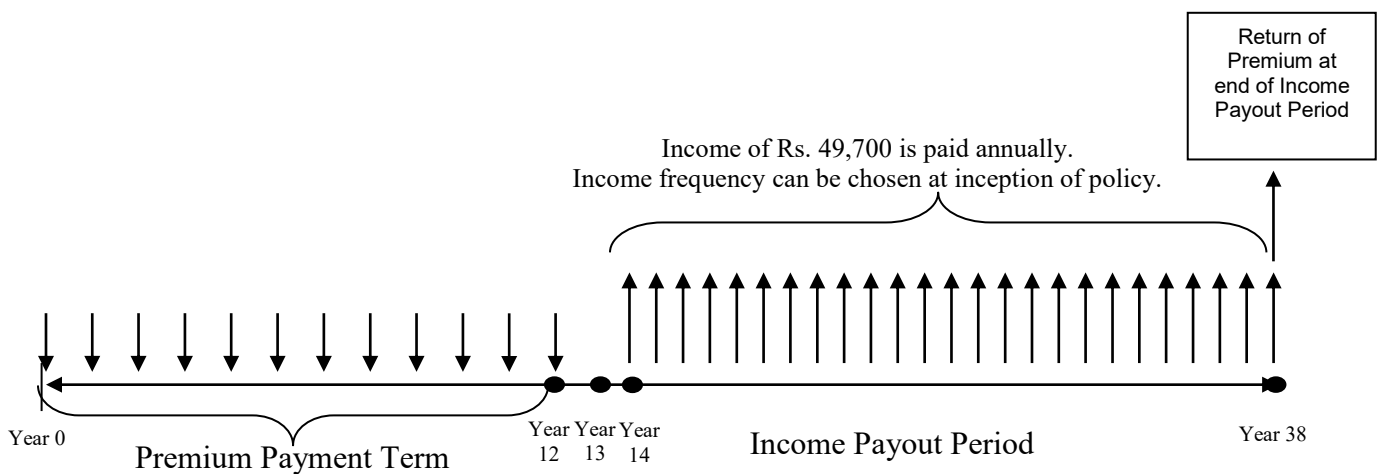 Return of
Premium at
end of Income
Payout Period
Income of Rs. 49,700 is paid annually.
Income frequency can be chosen at inception of policy.
Year 0
Premium Payment Term
Year
12
Year
13
Year
14
Income Payout Period
Year 38